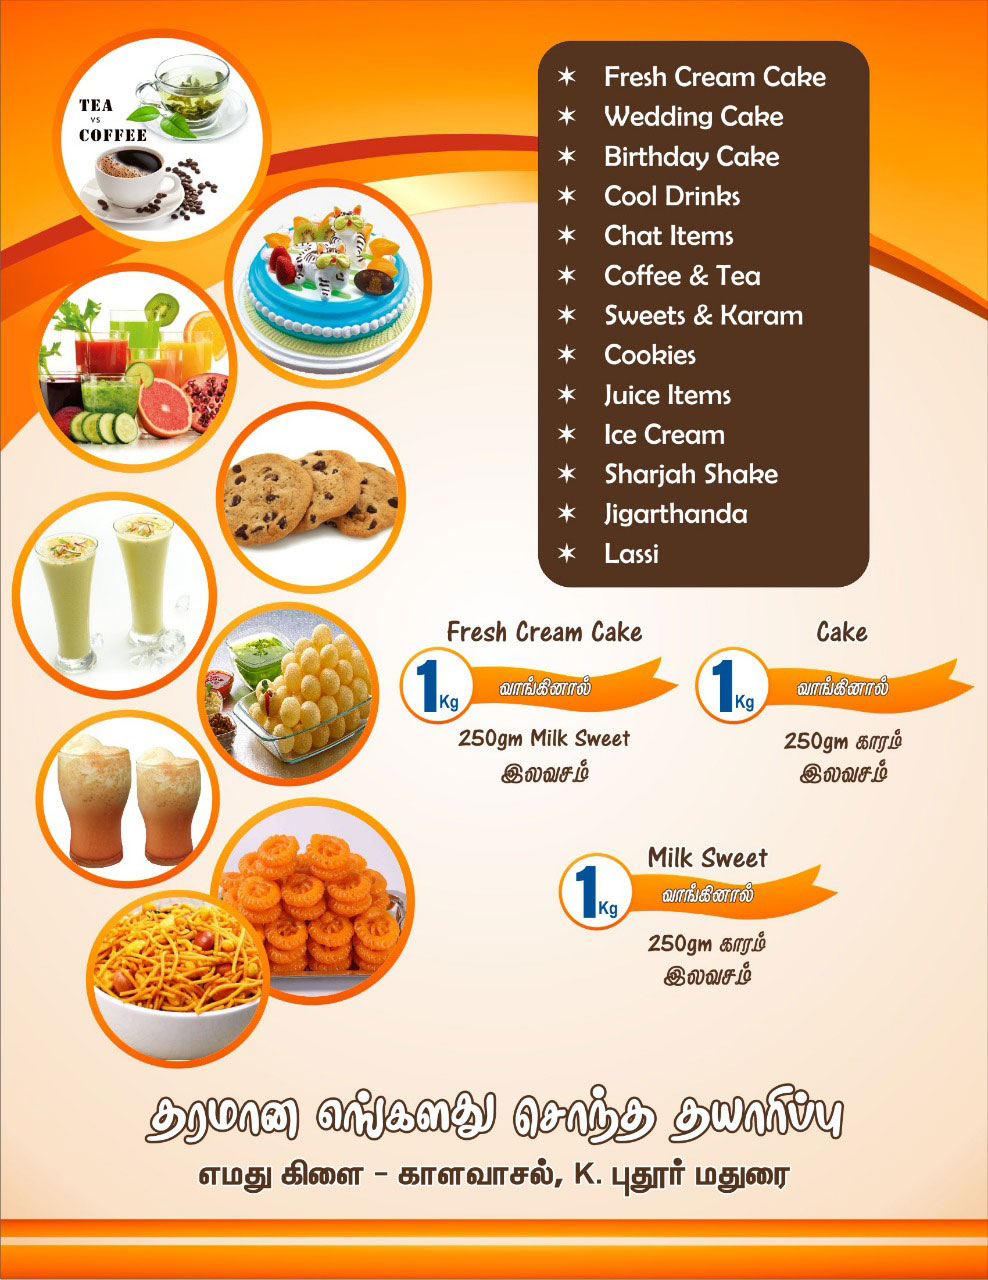 TEA
VS
COFFEE
Fresh Cream Cake
Wedding Cake
Birthday Cake
Cool Drinks
Chat Items
Coffee & Tea
Sweets & Karam
Cookies
Juice Items
Ice Cream
Sharjah Shake
Jigarthanda
Lassi
Fresh Cream Cake
1Kg வாங்கினால்
250gm Milk Sweet
இலவசம்
Cake
1Kg வாங்கினால்
250gm காரம்
இலவசம்
Milk Sweet
1Kg வாங்கினால்
250gm காரம்
இலவசம்
தரமான எங்களது சொந்த தயாரிப்பு
எமது கிளை - காளவாசல், K. புதூர் மதுரை